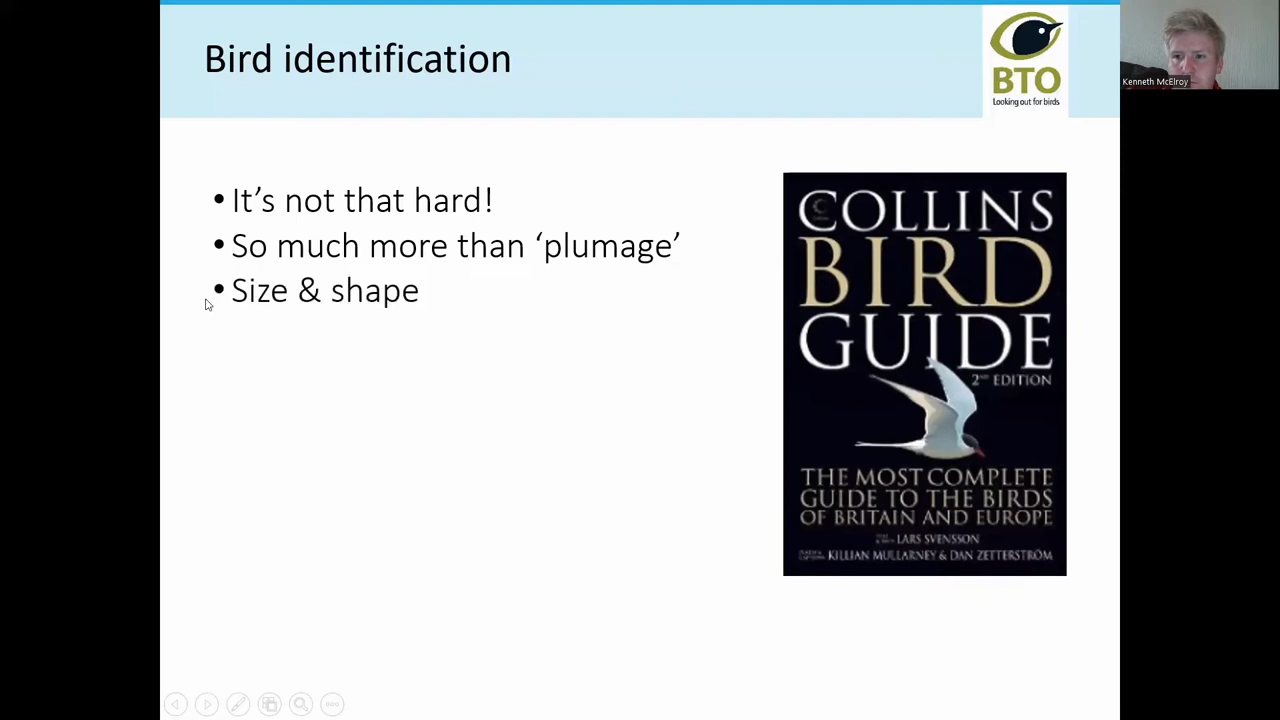 Bird identification
BTO
Looking out for birds
Kenneth McElroy
• It's not that hard!
• So much more than ‘plumage’
• Size & shape
COLLINS
BIRD
GUIDE
2ND EDITION
THE MOST COMPLETE
GUIDE TO THE BIRDS
OF BRITAIN AND EUROPE
LARS SVENSSON
KILLIAN MULLARNEY & DAN ZETTERSTRÖM